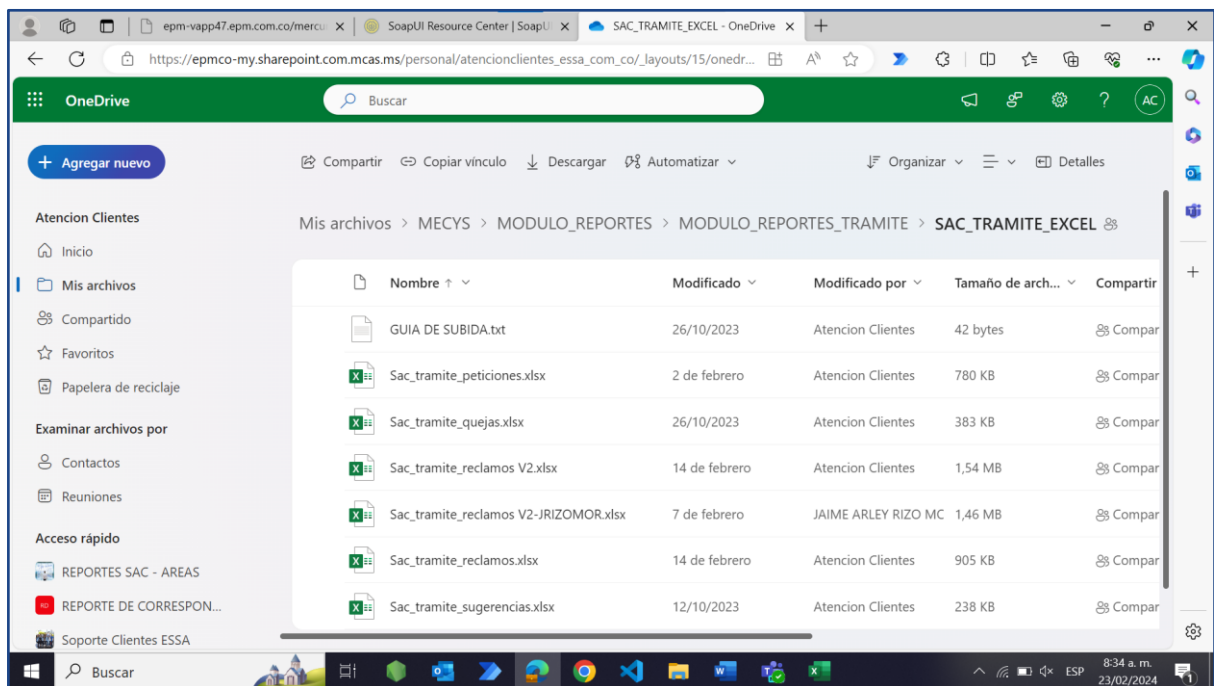 epm-vapp47.epm.com.co/mercu
SoapUI Resource Center | SoapU
SAC_TRAMITE_EXCEL - OneDrive
https://epmco-my.sharepoint.com.mcas.ms/personal/atencionclientes_essa_com_co/_layouts/15/onedr...
OneDrive
Buscar
AC
Agregar nuevo
Compartir
Copiar vínculo
Descargar
Automatizar
Organizar
Detalles
Atencion Clientes
Inicio
Mis archivos
Compartido
Favoritos
Papelera de reciclaje
Examinar archivos por
Contactos
Reuniones
Acceso rápido
REPORTES SAC - AREAS
REPORTE DE CORRESPON...
Soporte Clientes ESSA
Mis archivos > MECYS > MODULO_REPORTES > MODULO_REPORTES_TRAMITE > SAC_TRAMITE_EXCEL
Nombre Modificado Modificado por Tamaño de arch... Compartir
GUIA DE SUBIDA.txt 26/10/2023 Atencion Clientes 42 bytes Compar
Sac_tramite_peticiones.xlsx 2 de febrero Atencion Clientes 780 KB Compar
Sac_tramite_quejas.xlsx 26/10/2023 Atencion Clientes 383 KB Compar
Sac_tramite_reclamos V2.xlsx 14 de febrero Atencion Clientes 1,54 MB Compar
Sac_tramite_reclamos V2-JRIZOMOR.xlsx 7 de febrero JAIME ARLEY RIZO MC 1,46 MB Compar
Sac_tramite_reclamos.xlsx 14 de febrero Atencion Clientes 905 KB Compar
Sac_tramite_sugerencias.xlsx 12/10/2023 Atencion Clientes 238 KB Compar
Buscar
ESP
8:34 a. m.
23/02/2024